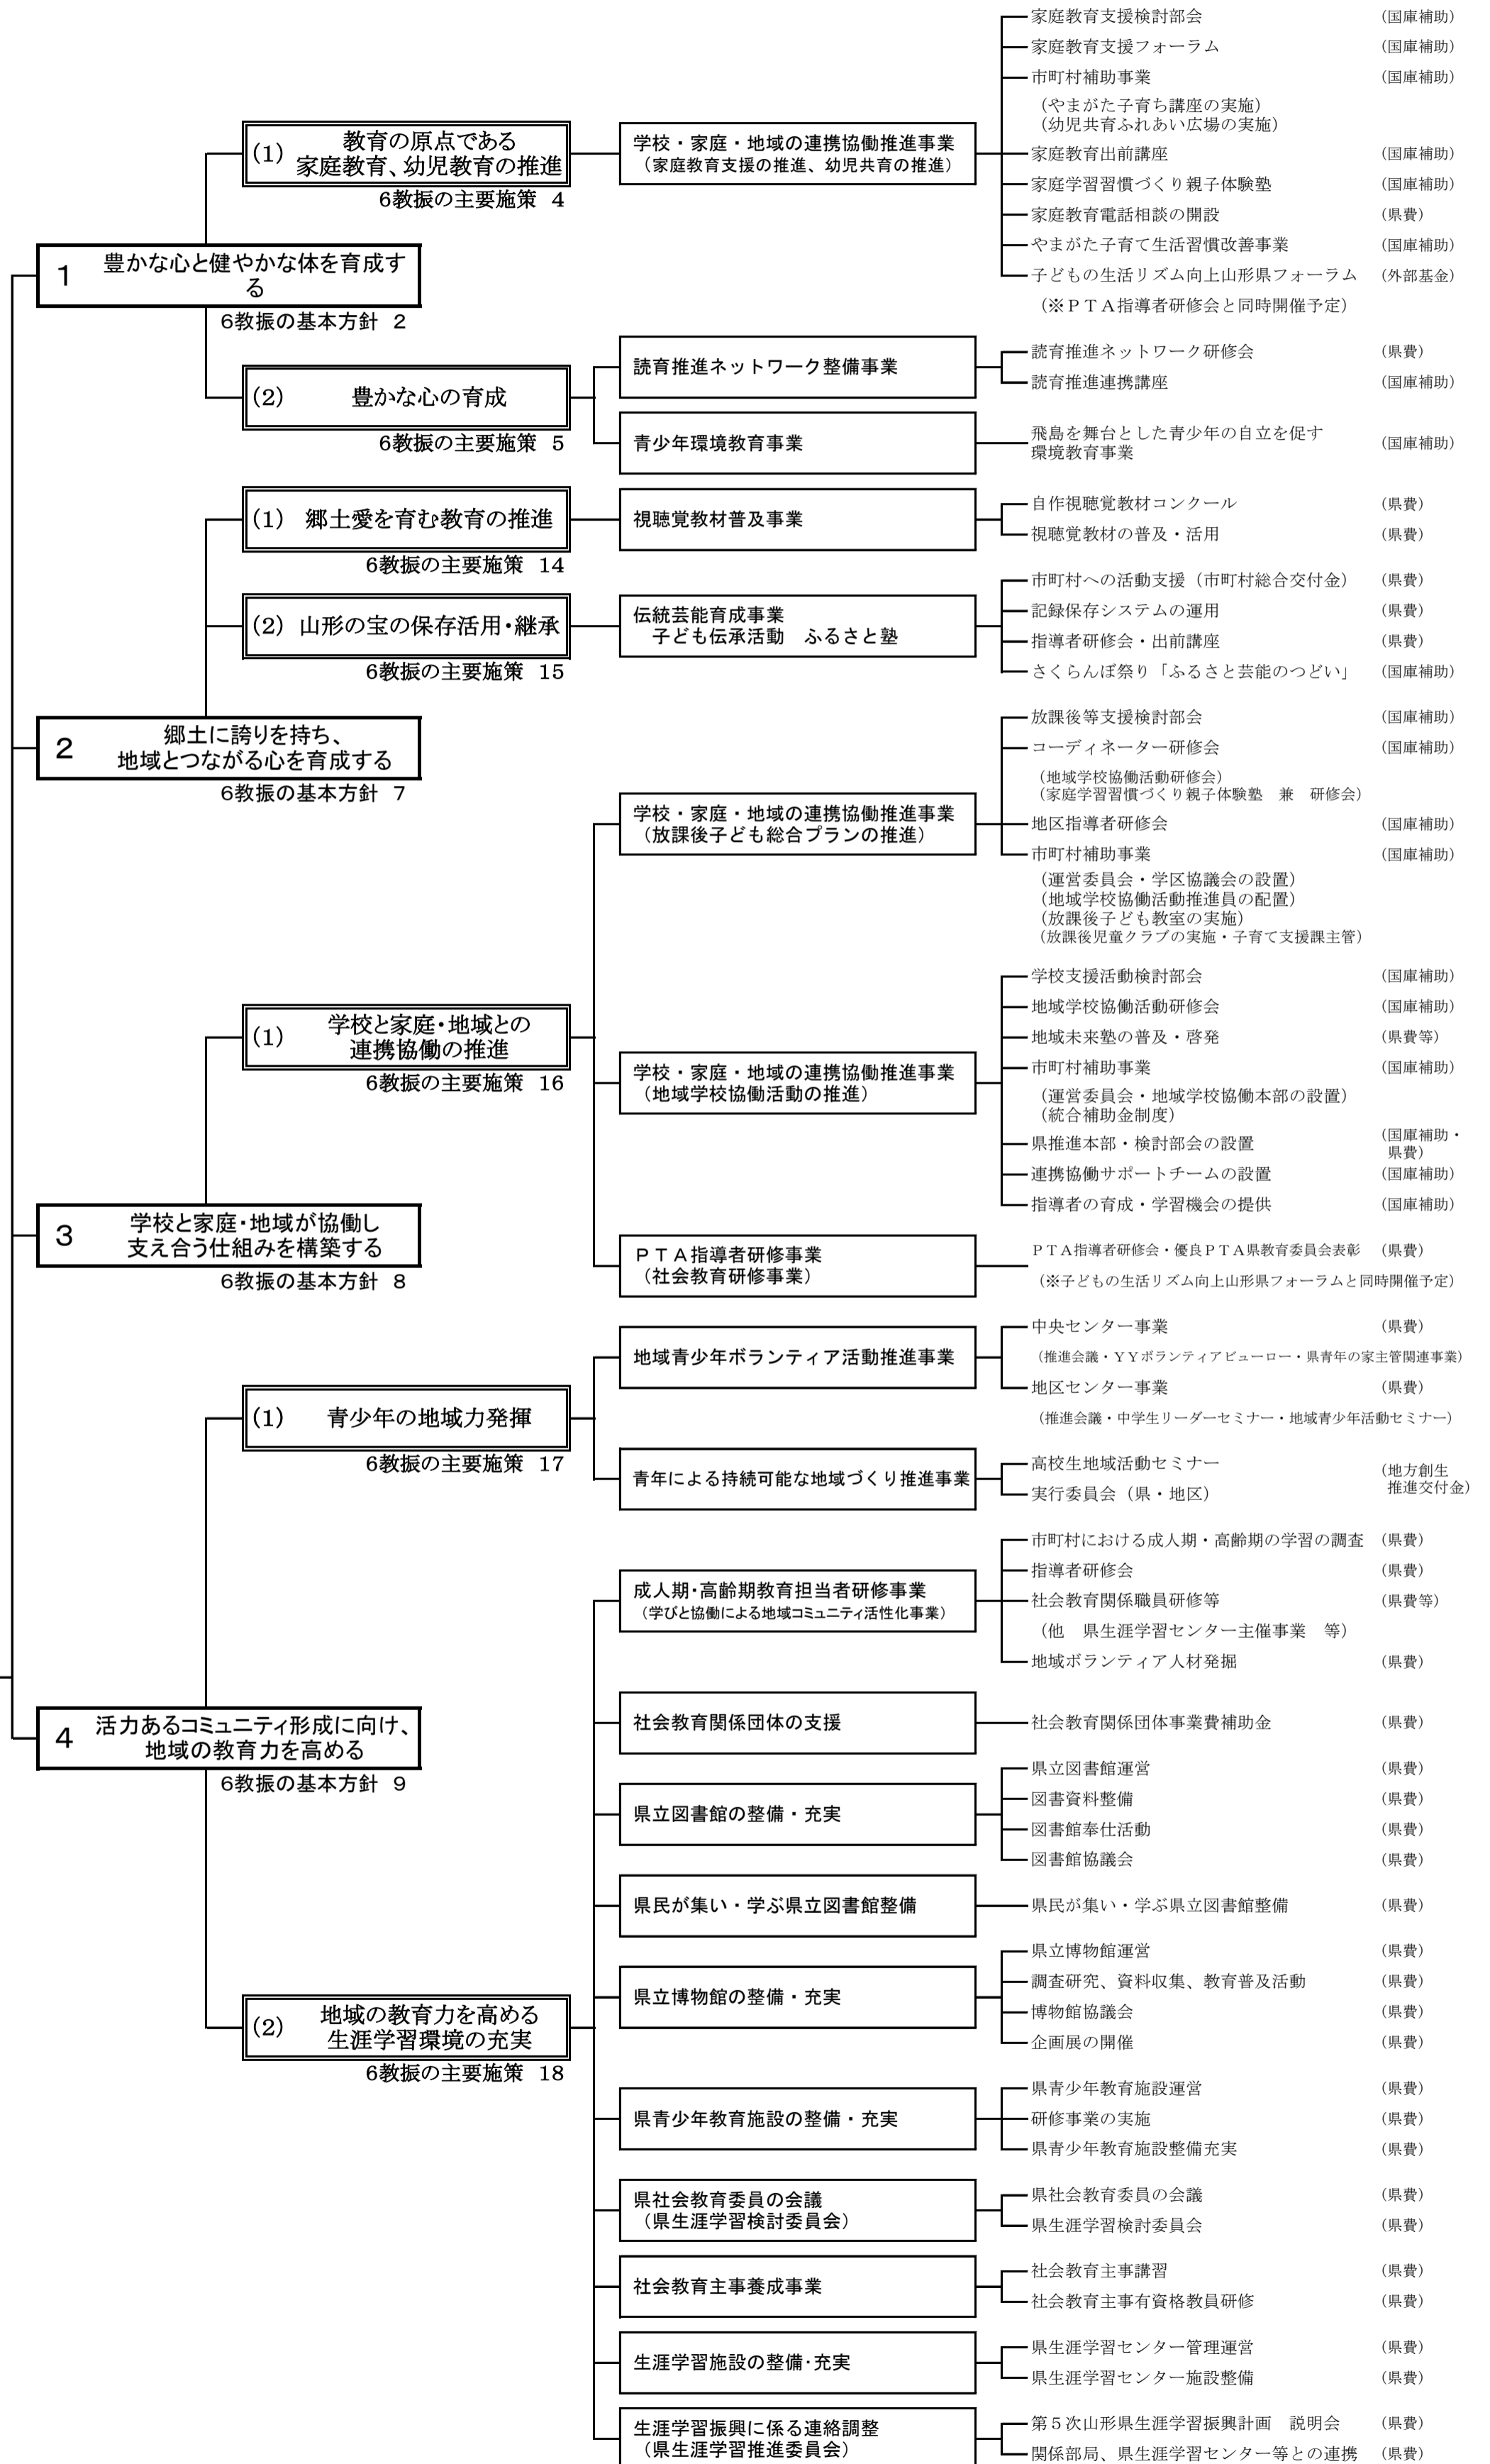 1 豊かな心と健やかな体を育成す
る
6教振の基本方針 2
(1) 教育の原点である
家庭教育、幼児教育の推進
6教振の主要施策 4
学校・家庭・地域の連携協働推進事業
（家庭教育支援の推進、幼児共育の推進）
家庭教育支援検討部会 （国庫補助）
家庭教育支援フォーラム （国庫補助）
市町村補助事業 （国庫補助）
（やまがた子育ち講座の実施）
（幼児共育ふれあい広場の実施）
家庭教育出前講座 （国庫補助）
家庭学習習慣づくり親子体験塾 （国庫補助）
家庭教育電話相談の開設 （県費）
やまがた子育て生活習慣改善事業 （国庫補助）
子どもの生活リズム向上山形県フォーラム （外部基金）
（※ＰＴＡ指導者研修会と同時開催予定）
(2) 豊かな心の育成
6教振の主要施策 5
読育推進ネットワーク整備事業
読育推進ネットワーク研修会 （県費）
読育推進連携講座 （国庫補助）
青少年環境教育事業
飛島を舞台とした青少年の自立を促す
環境教育事業 （国庫補助）
2 郷土に誇りを持ち、
地域とつながる心を育成する
6教振の基本方針 7
(1) 郷土愛を育む教育の推進
6教振の主要施策 14
視聴覚教材普及事業
自作視聴覚教材コンクール （県費）
視聴覚教材の普及・活用 （県費）
(2) 山形の宝の保存活用・継承
6教振の主要施策 15
伝統芸能育成事業
子ども伝承活動　ふるさと塾
市町村への活動支援（市町村総合交付金） （県費）
記録保存システムの運用 （県費）
指導者研修会・出前講座 （県費）
さくらんぼ祭り「ふるさと芸能のつどい」 （国庫補助）
3 学校と家庭・地域が協働し
支え合う仕組みを構築する
6教振の基本方針 8
(1) 学校と家庭・地域との
連携協働の推進
6教振の主要施策 16
学校・家庭・地域の連携協働推進事業
（放課後子ども総合プランの推進）
放課後等支援検討部会 （国庫補助）
コーディネーター研修会 （国庫補助）
（地域学校協働活動研修会）
（家庭学習習慣づくり親子体験塾　兼　研修会）
地区指導者研修会 （国庫補助）
市町村補助事業 （国庫補助）
（運営委員会・学区協議会の設置）
（地域学校協働活動推進員の配置）
（放課後子ども教室の実施）
（放課後児童クラブの実施・子育て支援課主管）
学校・家庭・地域の連携協働推進事業
（地域学校協働活動の推進）
学校支援活動検討部会 （国庫補助）
地域学校協働活動研修会 （国庫補助）
地域未来塾の普及・啓発 （県費等）
市町村補助事業 （国庫補助）
（運営委員会・地域学校協働本部の設置）
（統合補助金制度）
県推進本部・検討部会の設置 （国庫補助・
県費）
連携協働サポートチームの設置 （国庫補助）
指導者の育成・学習機会の提供 （国庫補助）
ＰＴＡ指導者研修事業
（社会教育研修事業）
ＰＴＡ指導者研修会・優良ＰＴＡ県教育委員会表彰 （県費）
（※子どもの生活リズム向上山形県フォーラムと同時開催予定）
4 活力あるコミュニティ形成に向け、
地域の教育力を高める
6教振の基本方針 9
(1) 青少年の地域力発揮
6教振の主要施策 17
地域青少年ボランティア活動推進事業
中央センター事業 （県費）
（推進会議・ＹＹボランティアビューロー・県青年の家主管関連事業）
地区センター事業 （県費）
（推進会議・中学生リーダーセミナー・地域青少年活動セミナー）
青年による持続可能な地域づくり推進事業
高校生地域活動セミナー
実行委員会（県・地区）
（地方創生
推進交付金）
(2) 地域の教育力を高める
生涯学習環境の充実
6教振の主要施策 18
成人期・高齢期教育担当者研修事業
（学びと協働による地域コミュニティ活性化事業）
市町村における成人期・高齢期の学習の調査 （県費）
指導者研修会 （県費）
社会教育関係職員研修等 （県費等）
（他　県生涯学習センター主催事業　等）
地域ボランティア人材発掘 （県費）
社会教育関係団体の支援
社会教育関係団体事業費補助金 （県費）
県立図書館の整備・充実
県立図書館運営 （県費）
図書資料整備 （県費）
図書館奉仕活動 （県費）
図書館協議会 （県費）
県民が集い・学ぶ県立図書館整備
県民が集い・学ぶ県立図書館整備 （県費）
県立博物館の整備・充実
県立博物館運営 （県費）
調査研究、資料収集、教育普及活動 （県費）
博物館協議会 （県費）
企画展の開催 （県費）
県青少年教育施設の整備・充実
県青少年教育施設運営 （県費）
研修事業の実施 （県費）
県青少年教育施設整備充実 （県費）
県社会教育委員の会議
（県生涯学習検討委員会）
県社会教育委員の会議 （県費）
県生涯学習検討委員会 （県費）
社会教育主事養成事業
社会教育主事講習 （県費）
社会教育主事有資格教員研修 （県費）
生涯学習施設の整備・充実
県生涯学習センター管理運営 （県費）
県生涯学習センター施設整備 （県費）
生涯学習振興に係る連絡調整
（県生涯学習推進委員会）
第５次山形県生涯学習振興計画　説明会 （県費）
関係部局、県生涯学習センター等との連携 （県費）